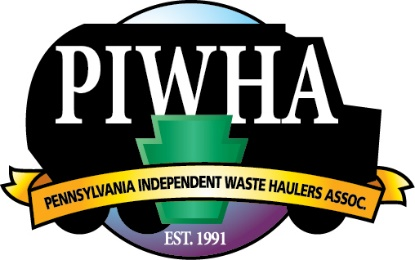 PIWHA
PENNSYLVANIA INDEPENDENT WASTE HAULERS ASSOC.
EST. 1991